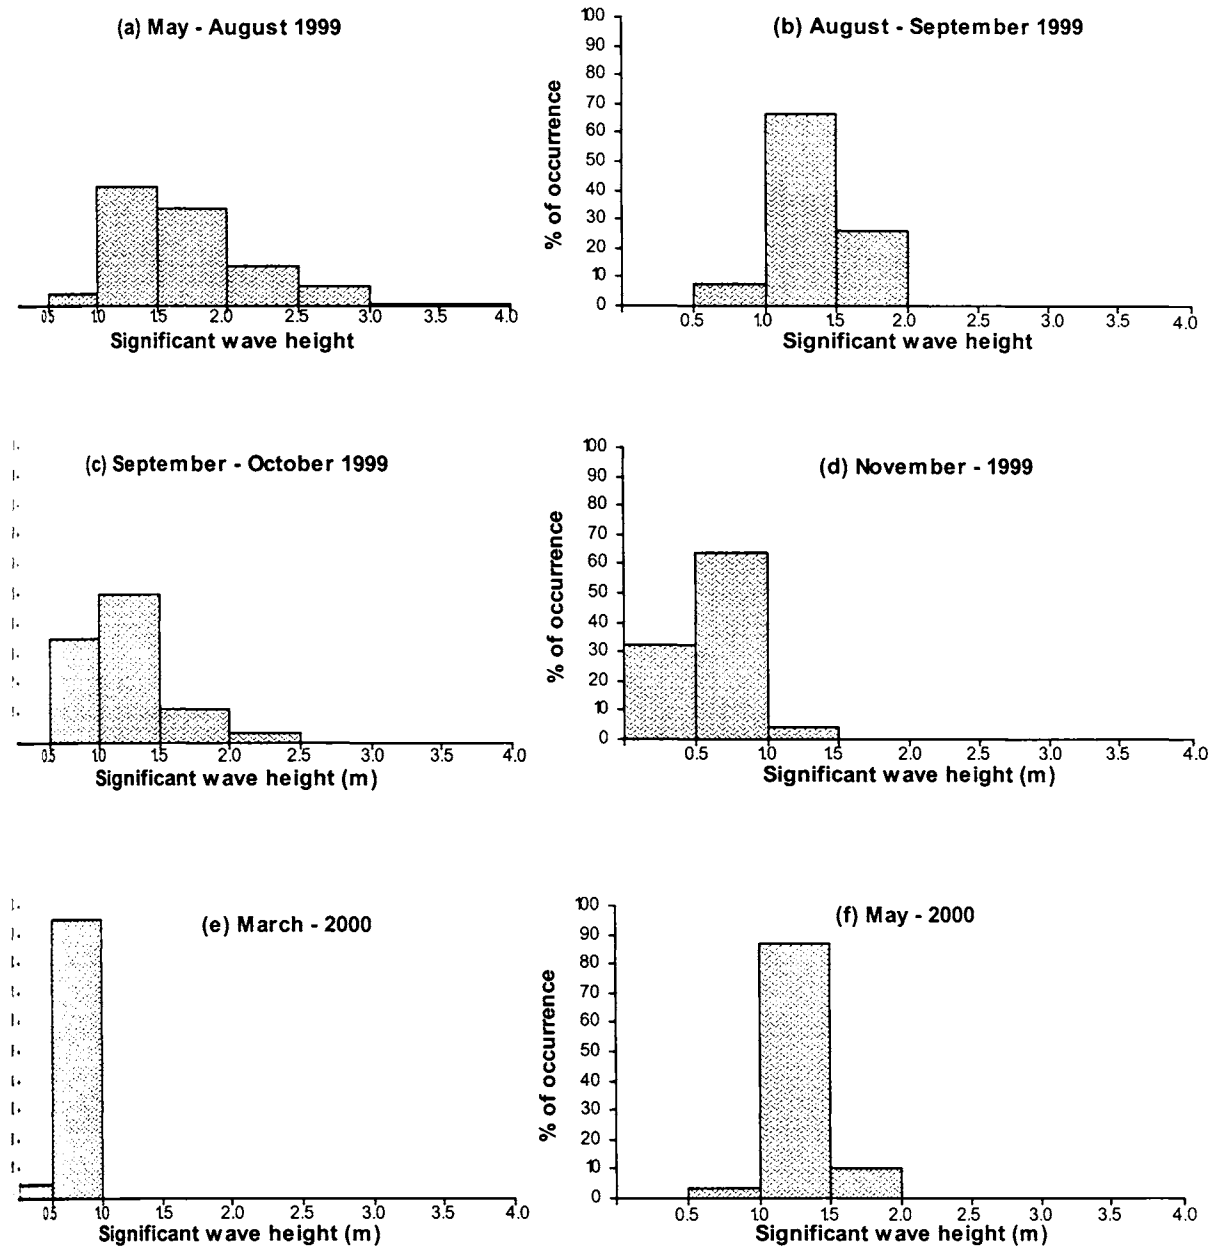 (a) May - August 1999
0.5 1.0 1.5 2.0 2.5 3.0 3.5 4.0
Significant wave height
(b) August - September 1999
% of occurrence
100
90
80
70
60
50
40
30
20
10
0
0.5 1.0 1.5 2.0 2.5 3.0 3.5 4.0
Significant wave height
(c) September - October 1999
0.5 1.0 1.5 2.0 2.5 3.0 3.5 4.0
Significant wave height (m)
(d) November - 1999
% of occurrence
100
90
80
70
60
50
40
30
20
10
0
0.5 1.0 1.5 2.0 2.5 3.0 3.5 4.0
Significant wave height (m)
(e) March - 2000
0.5 1.0 1.5 2.0 2.5 3.0 3.5 4.0
Significant wave height (m)
(f) May - 2000
% of occurrence
100
90
80
70
60
50
40
30
20
10
0
0.5 1.0 1.5 2.0 2.5 3.0 3.5 4.0
Significant wave height (m)